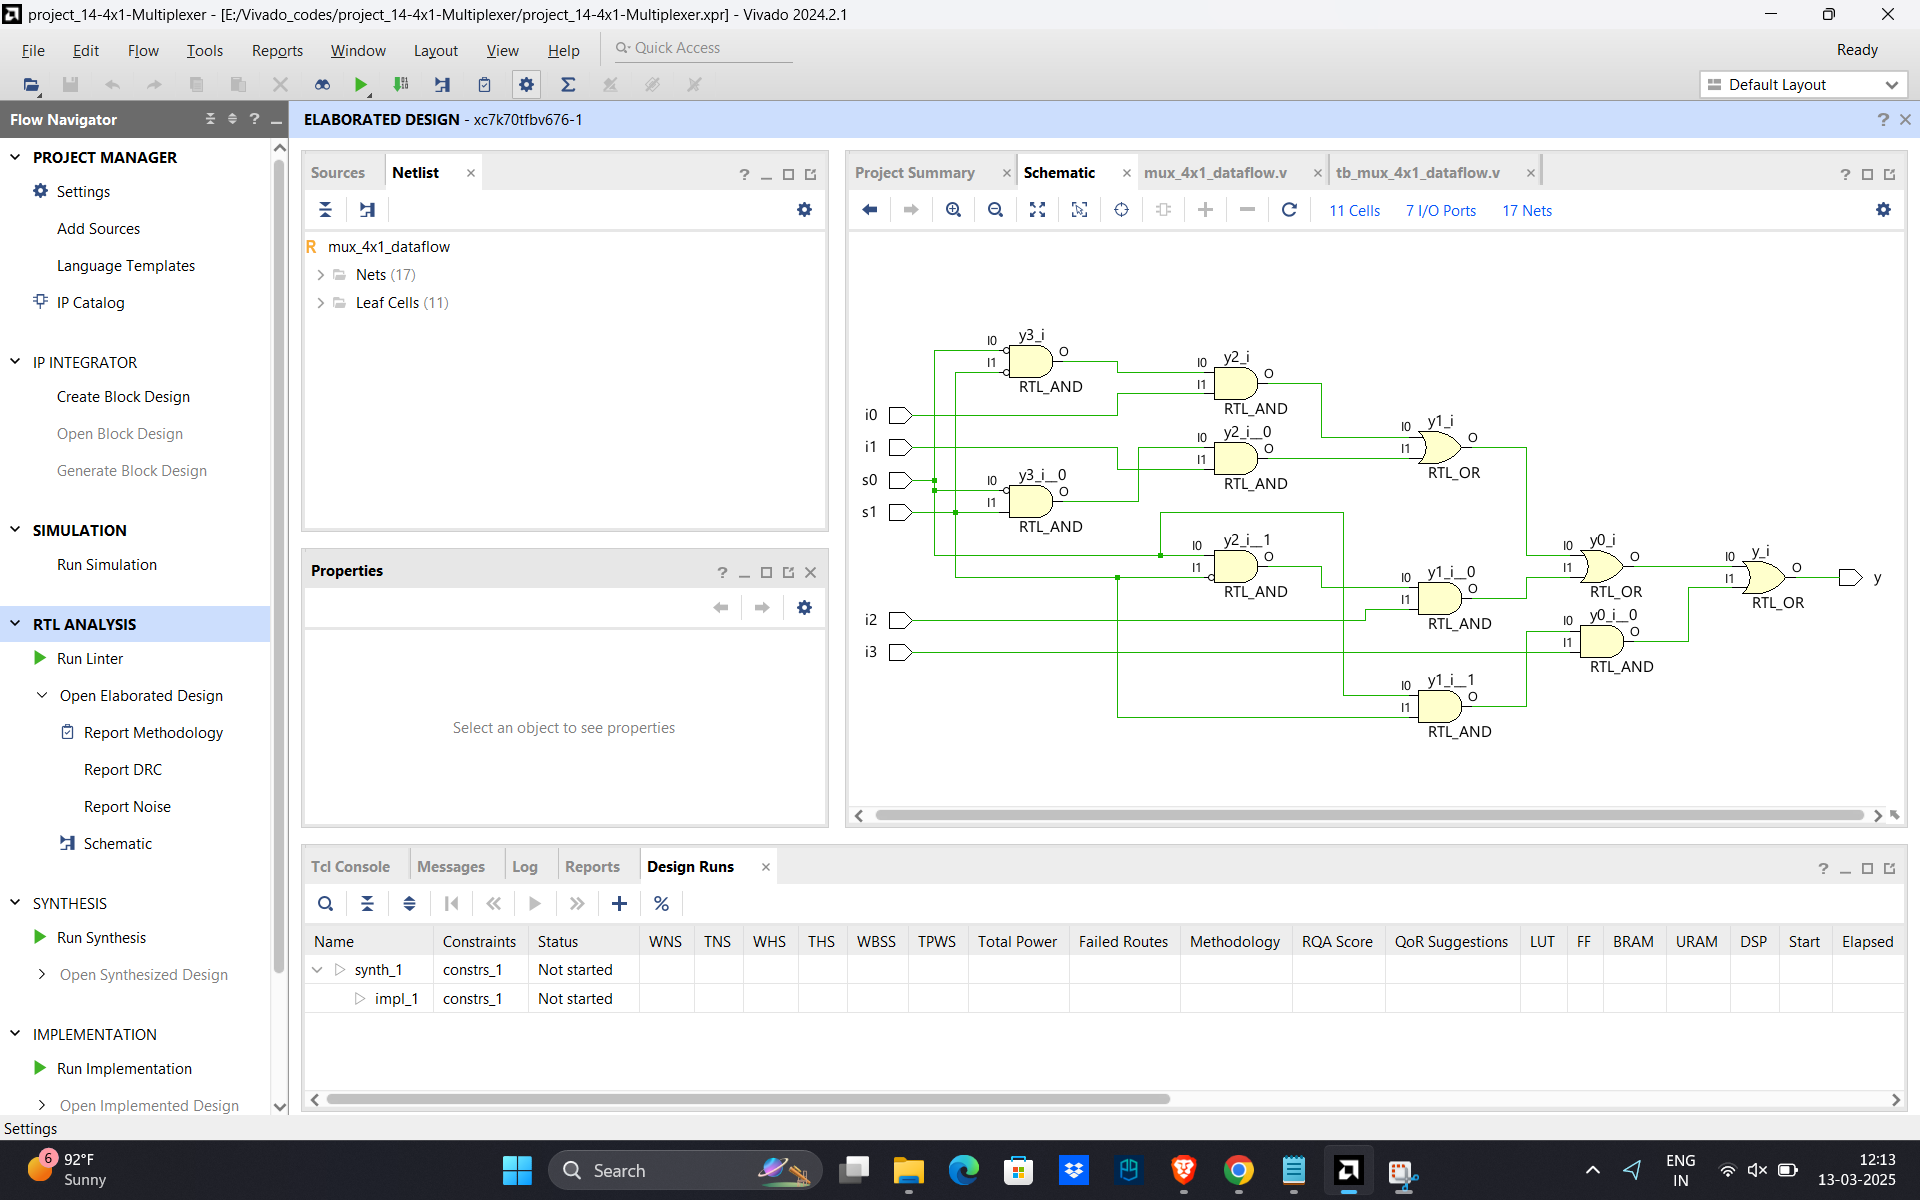 project_14-4x1-Multiplexer - [E:/Vivado_codes/project_14-4x1-Multiplexer/project_14-4x1-Multiplexer.xpr] - Vivado 2024.2.1
File Edit Flow Tools Reports Window Layout View Help Quick Access Ready
Default Layout
Flow Navigator
ELABORATED DESIGN - xc7k70tfbv676-1
PROJECT MANAGER
Settings
Add Sources
Language Templates
IP Catalog
IP INTEGRATOR
Create Block Design
Open Block Design
Generate Block Design
SIMULATION
Run Simulation
RTL ANALYSIS
Run Linter
Open Elaborated Design
Report Methodology
Report DRC
Report Noise
Schematic
SYNTHESIS
Run Synthesis
Open Synthesized Design
IMPLEMENTATION
Run Implementation
Open Implemented Design
Settings
Sources Netlist
R mux_4x1_dataflow
Nets (17)
Leaf Cells (11)
Properties
Select an object to see properties
Project Summary Schematic mux_4x1_dataflow.v tb_mux_4x1_dataflow.v
11 Cells 7 I/O Ports 17 Nets
i0
i1
s0
s1
i2
i3
y3_i
I0
I1
O
RTL_AND
y3_i__0
I0
I1
O
RTL_AND
y2_i
I0
I1
O
RTL_AND
y2_i__0
I0
I1
O
RTL_AND
y2_i__1
I0
I1
O
RTL_AND
y1_i
I0
I1
O
RTL_OR
y1_i__0
I0
I1
O
RTL_AND
y1_i__1
I0
I1
O
RTL_AND
y0_i
I0
I1
O
RTL_OR
y0_i__0
I0
I1
O
RTL_AND
y_i
I0
I1
O
RTL_OR
y
Tcl Console Messages Log Reports Design Runs
Name Constraints Status WNS TNS WHS THS WBSS TPWS Total Power Failed Routes Methodology RQA Score QoR Suggestions LUT FF BRAM URAM DSP Start Elapsed
synth_1 constrs_1 Not started
impl_1 constrs_1 Not started
6
92°F
Sunny
Search
ENG
IN
12:13
13-03-2025